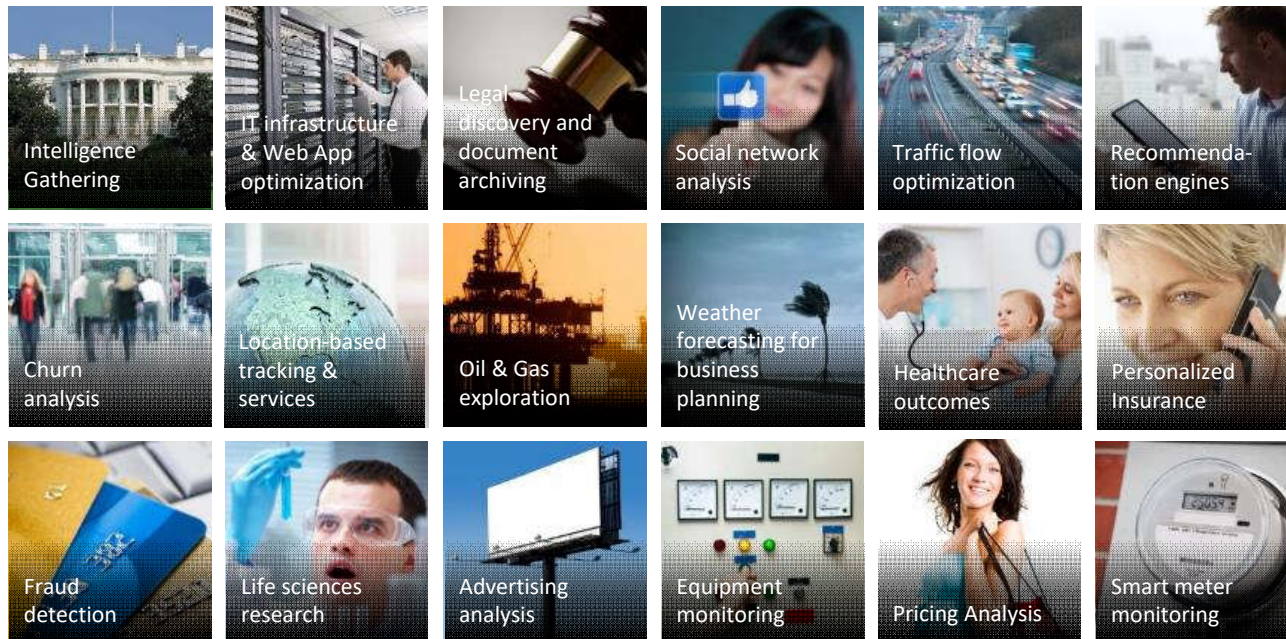 Intelligence
Gathering
IT infrastructure
& Web App
optimization
Legal
discovery and
document
archiving
Social network
analysis
Traffic flow
optimization
Recommenda-
tion engines
Churn
analysis
Location-based
tracking &
services
Oil & Gas
exploration
Weather
forecasting for
business
planning
Healthcare
outcomes
Personalized
Insurance
Fraud
detection
Life sciences
research
Advertising
analysis
Equipment
monitoring
Pricing Analysis
Smart meter
monitoring